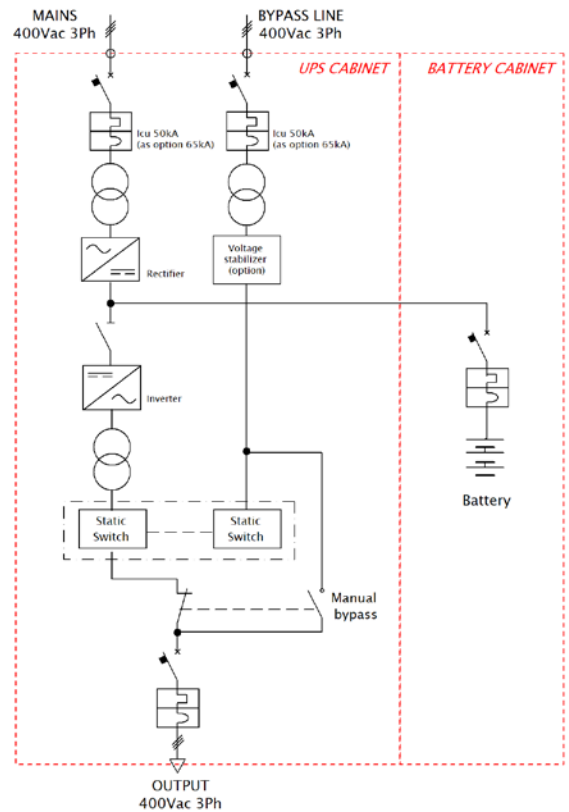 MAINS
400Vac 3Ph
BYPASS LINE
400Vac 3Ph
UPS CABINET
BATTERY CABINET
Icu 50kA
(as option 65kA)
Icu 50kA
(as option 65kA)
Voltage
stabilizer
(option)
Rectifier
Inverter
Battery
Static
Switch
Static
Switch
Manual
bypass
OUTPUT
400Vac 3Ph